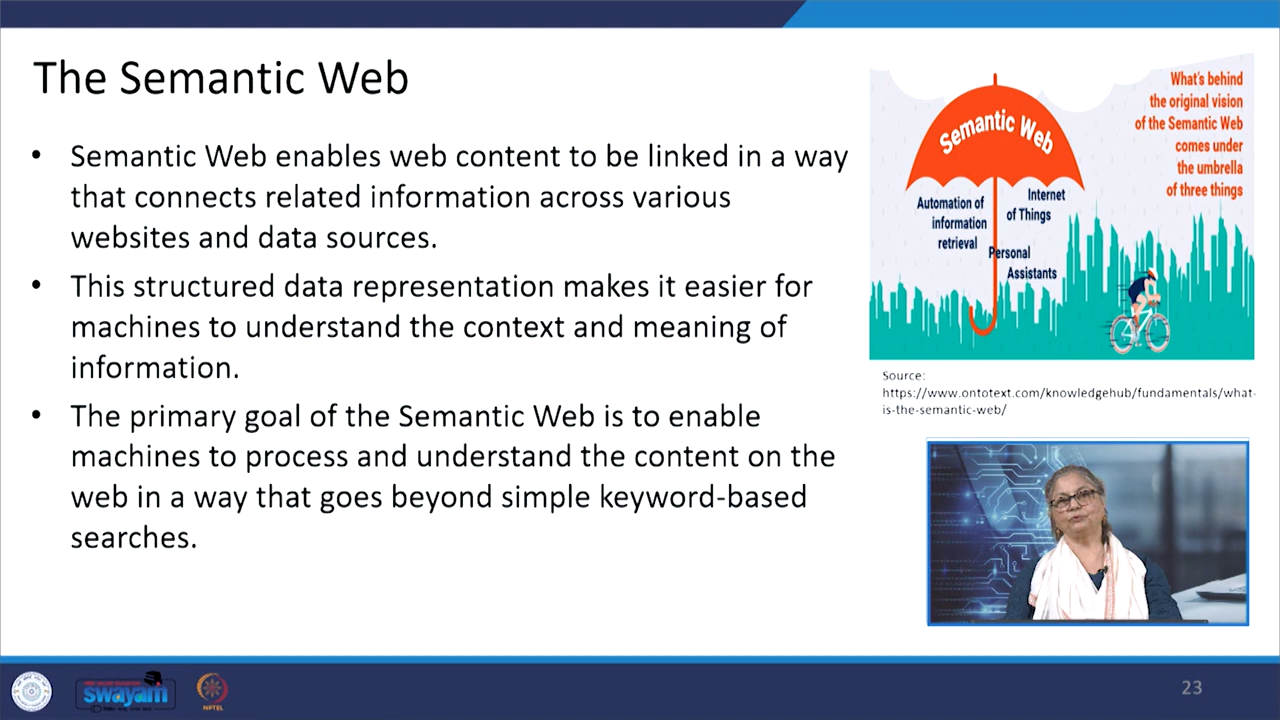 The Semantic Web
• Semantic Web enables web content to be linked in a way
that connects related information across various
websites and data sources.
• This structured data representation makes it easier for
machines to understand the context and meaning of
information.
• The primary goal of the Semantic Web is to enable
machines to process and understand the content on the
web in a way that goes beyond simple keyword-based
searches.
Semantic Web
What's behind
the original vision
of the Semantic Web
comes under
the umbrella
of three things
Automation of
information
retrieval
Internet
of Things
Personal
Assistants
Source:
https://www.ontotext.com/knowledgehub/fundamentals/what-
is-the-semantic-web/
swayam
NPTEL
23